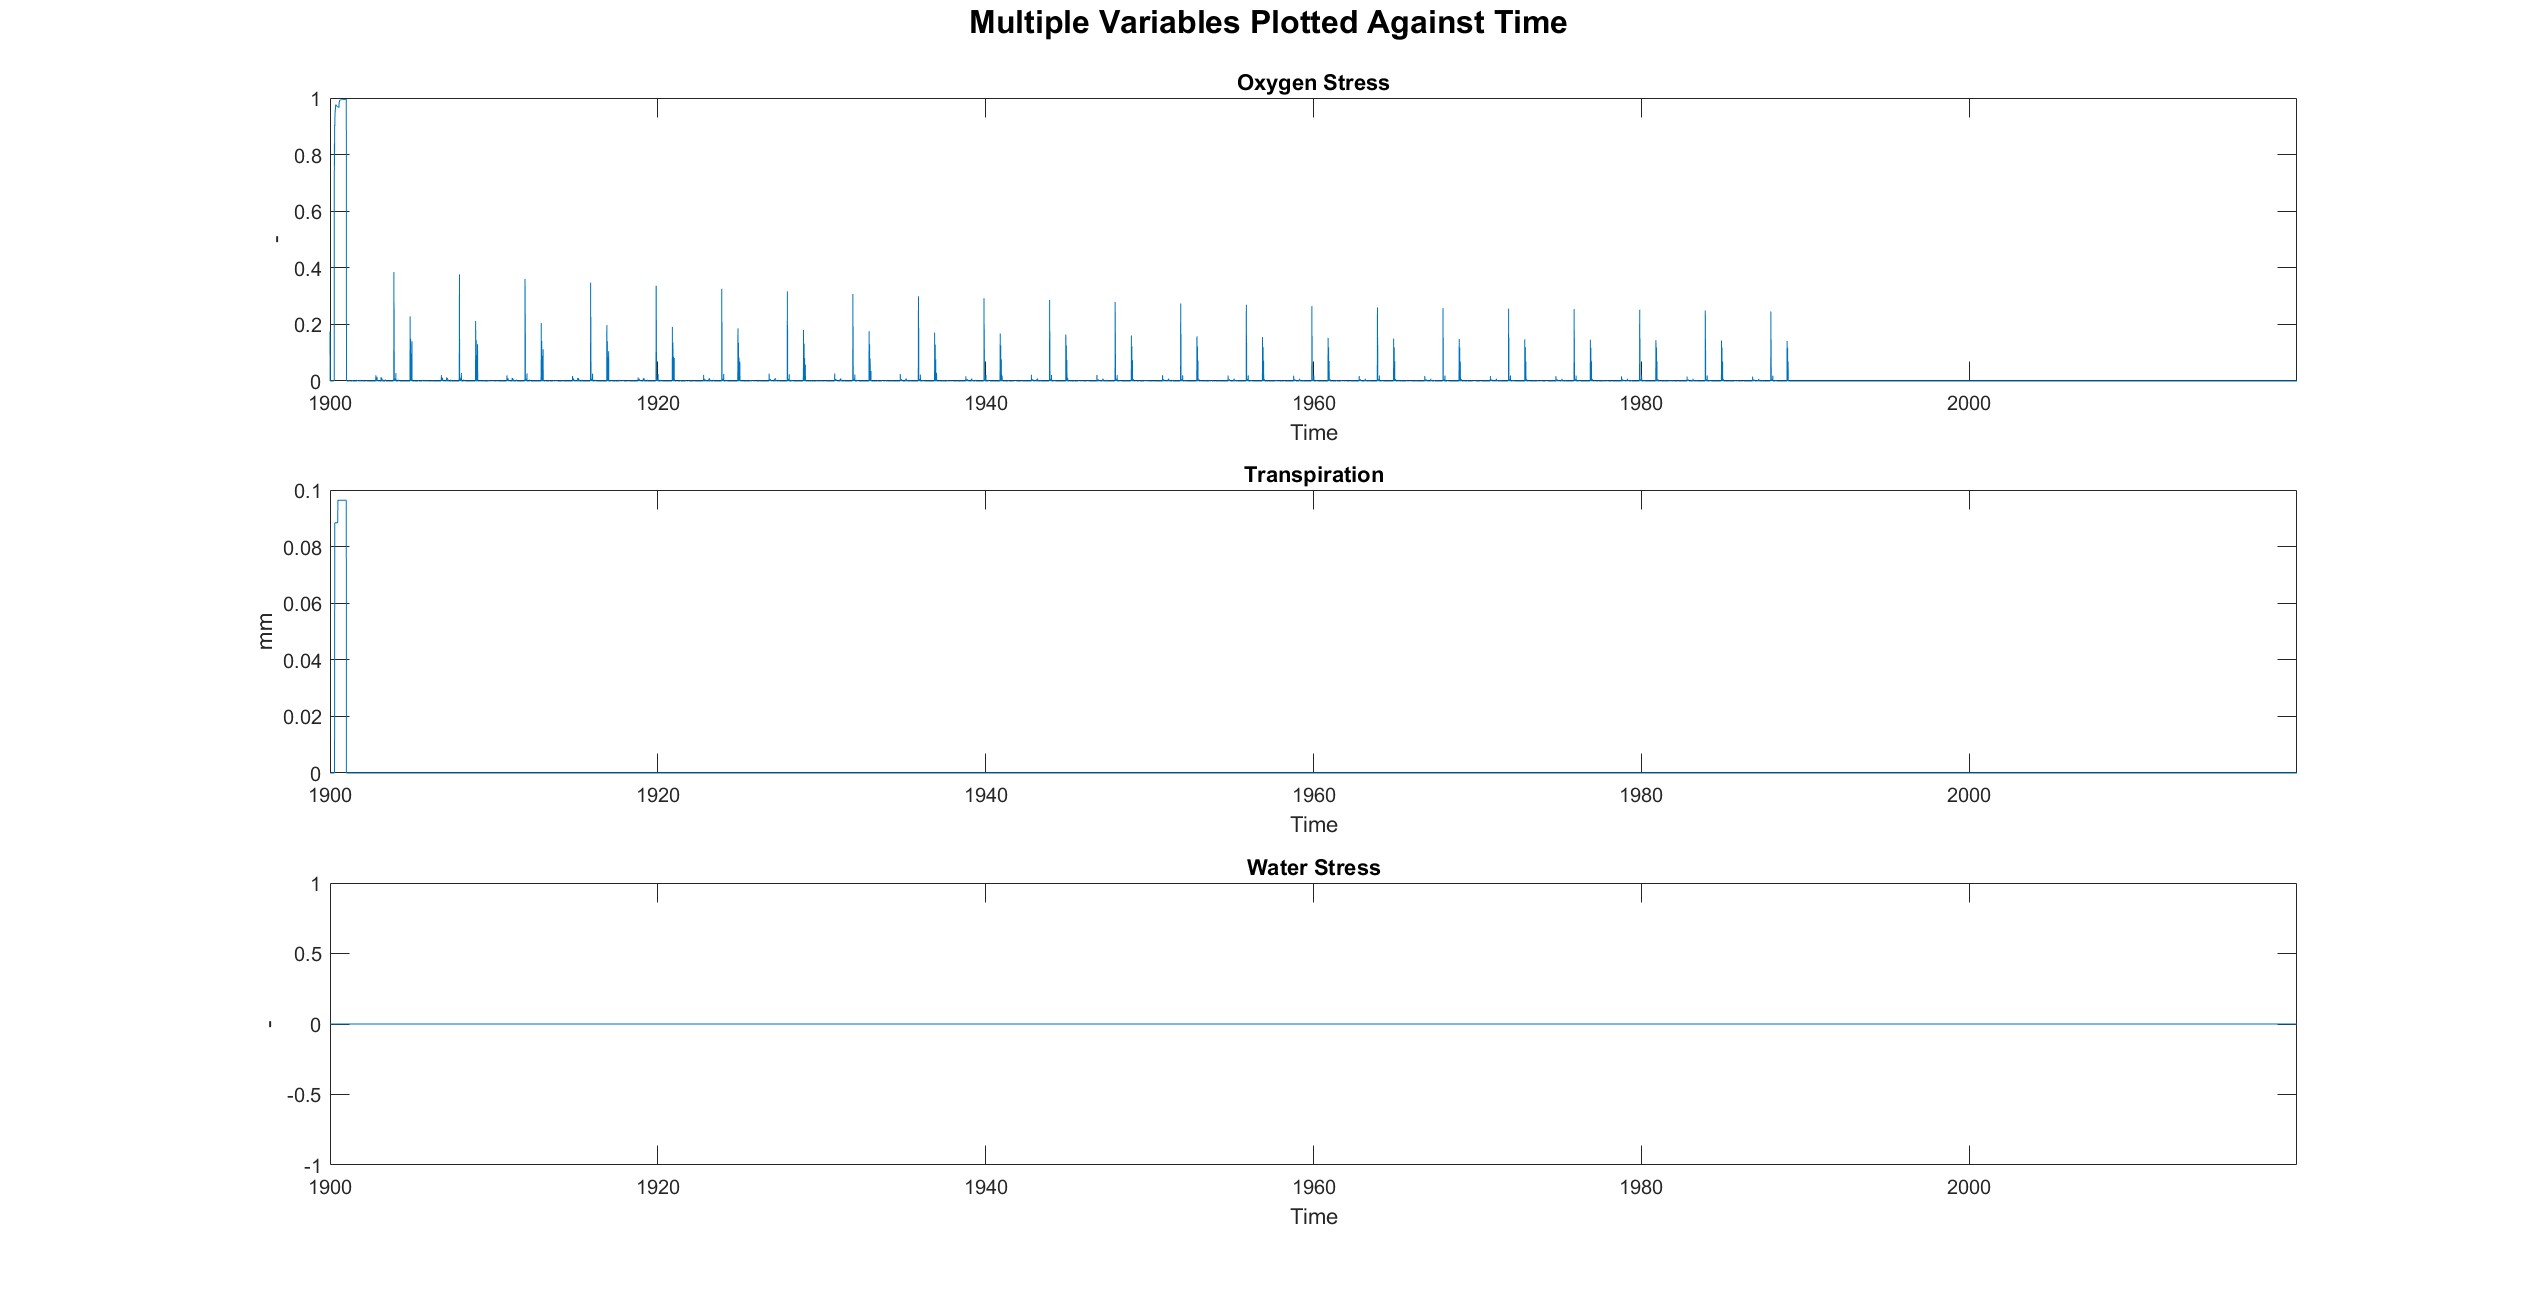 Multiple Variables Plotted Against Time
Oxygen Stress
1
0.8
0.6
0.4
0.2
0
-
1900 1920 1940 1960 1980 2000
Time
Transpiration
0.1
0.08
0.06
0.04
0.02
0
mm
1900 1920 1940 1960 1980 2000
Time
Water Stress
1
0.5
0
-0.5
-1
-
1900 1920 1940 1960 1980 2000
Time